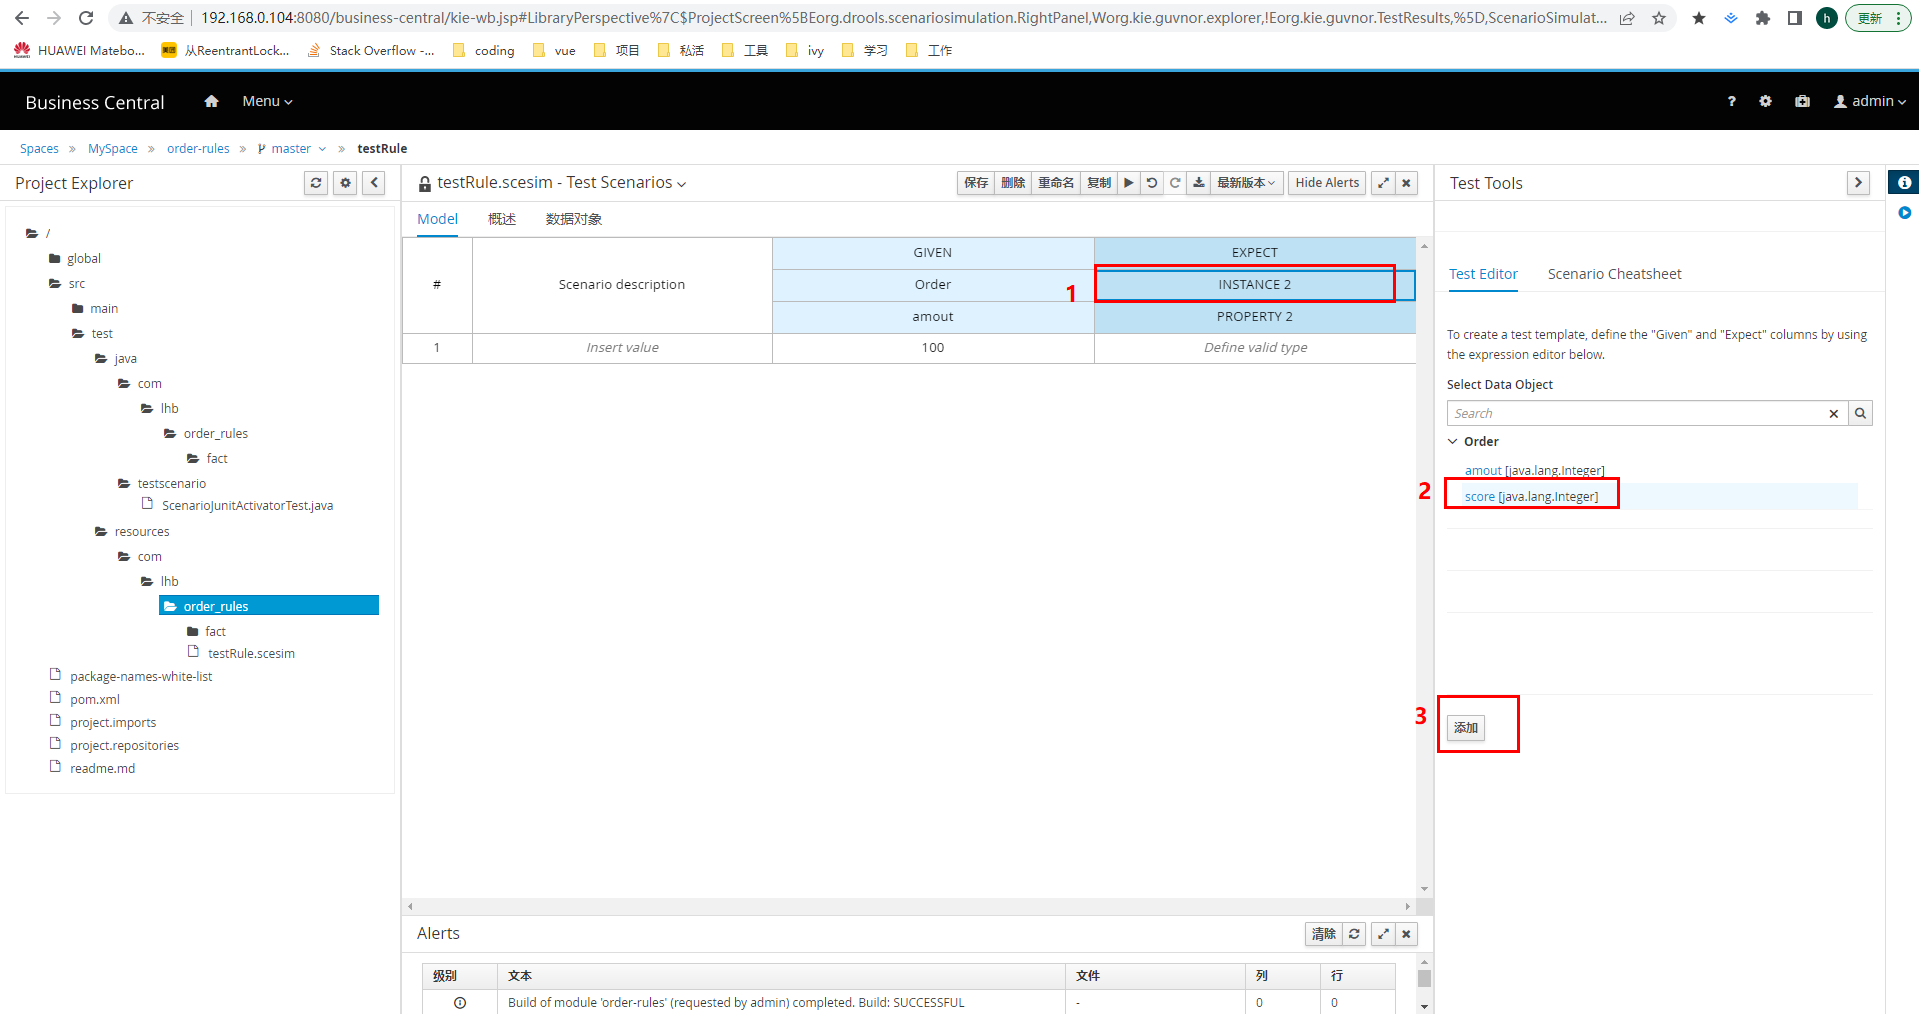 不安全 192.168.0.104:8080/business-central/kie-wb.jsp#LibraryPerspective%7C$ProjectScreen%5BEorg.drools.scenariosimulation.RightPanel,Worg.kie.guvnor.explorer,!Eorg.kie.guvnor.TestResults,%5D,ScenarioSimulat... h 更新
HUAWEI Matebo... 美团 从ReentrantLock... Stack Overflow -... coding vue 项目 私活 工具 ivy 学习 工作
Business Central Menu ? admin
Spaces » MySpace » order-rules » master » testRule
Project Explorer
/
global
src
main
test
java
com
lhb
order_rules
fact
testscenario
ScenarioJunitActivatorTest.java
resources
com
lhb
order_rules
fact
testRule.scesim
package-names-white-list
pom.xml
project.imports
project.repositories
readme.md
testRule.scesim - Test Scenarios
保存 删除 重命名 复制 最新版本 Hide Alerts
Model 概述 数据对象
# Scenario description GIVEN EXPECT
Order INSTANCE 2
amout PROPERTY 2
1 Insert value 100 Define valid type
1
Alerts
清除
级别 文本 文件 列 行
Build of module 'order-rules' (requested by admin) completed. Build: SUCCESSFUL - 0 0
Test Tools
Test Editor Scenario Cheatsheet
To create a test template, define the "Given" and "Expect" columns by using
the expression editor below.
Select Data Object
Search
Order
amout [java.lang.Integer]
2 score [java.lang.Integer]
3 添加